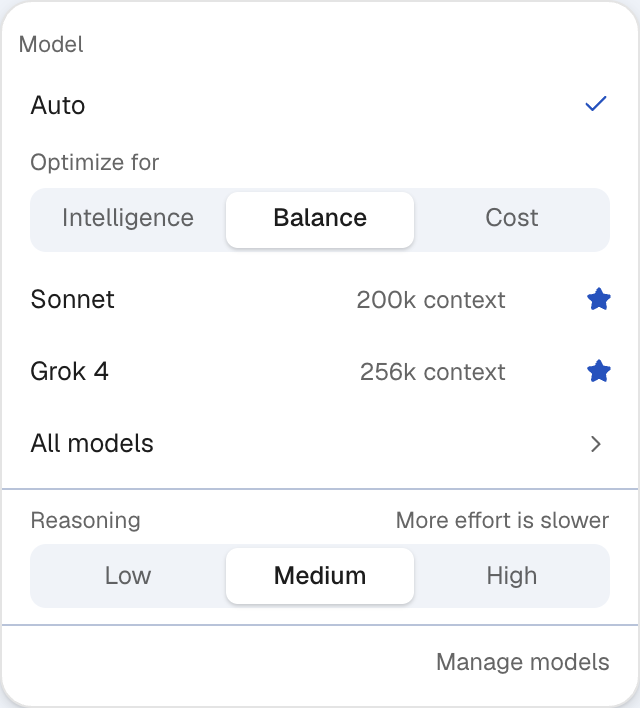 Model
Auto
Optimize for
Intelligence Balance Cost
Sonnet 200k context
Grok 4 256k context
All models
Reasoning More effort is slower
Low Medium High
Manage models